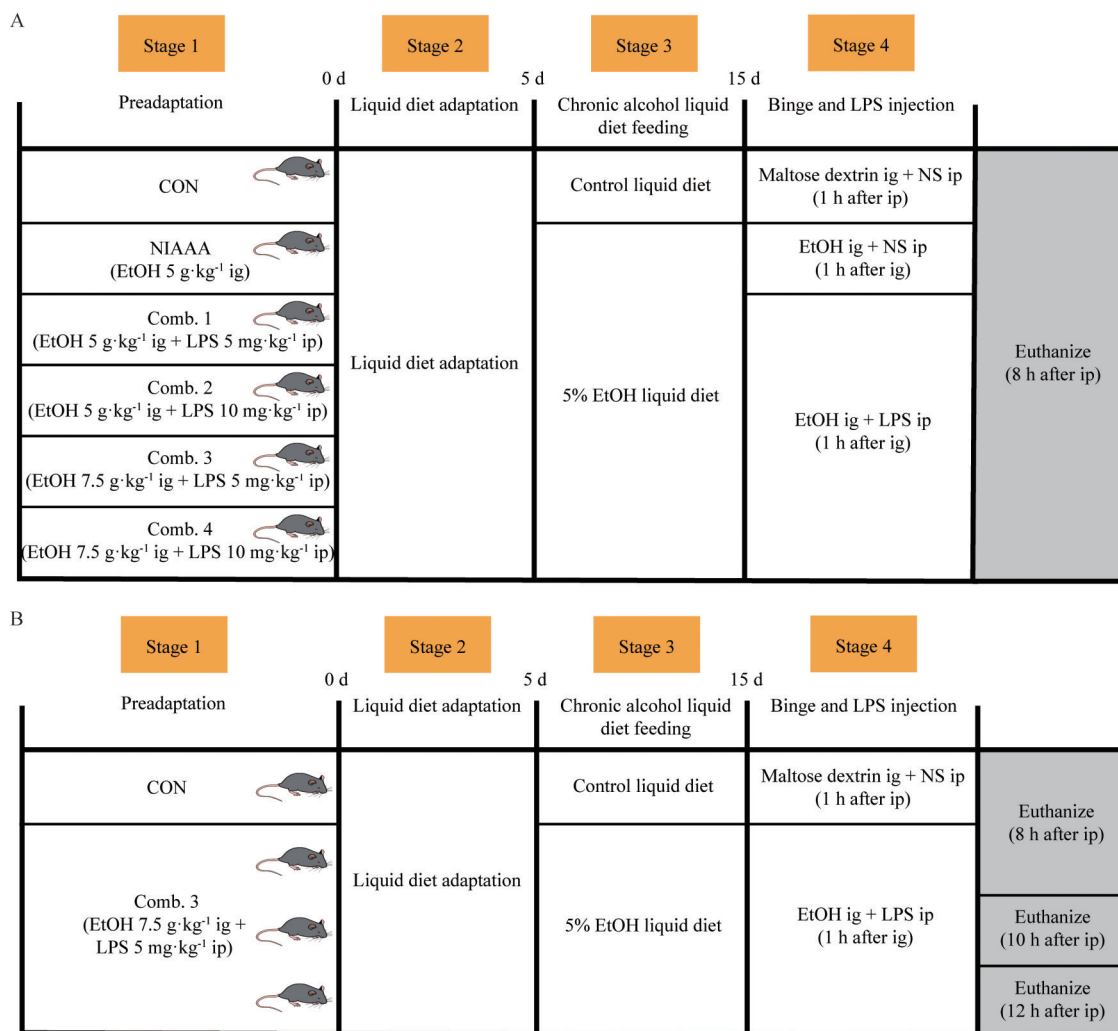 A
Stage 1
Stage 2
Stage 3
Stage 4
0 d
5 d
15 d
Preadaptation
Liquid diet adaptation
Chronic alcohol liquid
diet feeding
Binge and LPS injection
CON
Control liquid diet
Maltose dextrin ig + NS ip
(1 h after ip)
NIAAA
(EtOH 5 g·kg⁻¹ ig)
EtOH ig + NS ip
(1 h after ig)
Comb. 1
(EtOH 5 g·kg⁻¹ ig + LPS 5 mg·kg⁻¹ ip)
Comb. 2
(EtOH 5 g·kg⁻¹ ig + LPS 10 mg·kg⁻¹ ip)
Comb. 3
(EtOH 7.5 g·kg⁻¹ ig + LPS 5 mg·kg⁻¹ ip)
Comb. 4
(EtOH 7.5 g·kg⁻¹ ig + LPS 10 mg·kg⁻¹ ip)
Liquid diet adaptation
5% EtOH liquid diet
EtOH ig + LPS ip
(1 h after ig)
Euthanize
(8 h after ip)
B
Stage 1
Stage 2
Stage 3
Stage 4
0 d
5 d
15 d
Preadaptation
Liquid diet adaptation
Chronic alcohol liquid
diet feeding
Binge and LPS injection
CON
Control liquid diet
Maltose dextrin ig + NS ip
(1 h after ip)
Comb. 3
(EtOH 7.5 g·kg⁻¹ ig +
LPS 5 mg·kg⁻¹ ip)
Liquid diet adaptation
5% EtOH liquid diet
EtOH ig + LPS ip
(1 h after ig)
Euthanize
(8 h after ip)
Euthanize
(10 h after ip)
Euthanize
(12 h after ip)